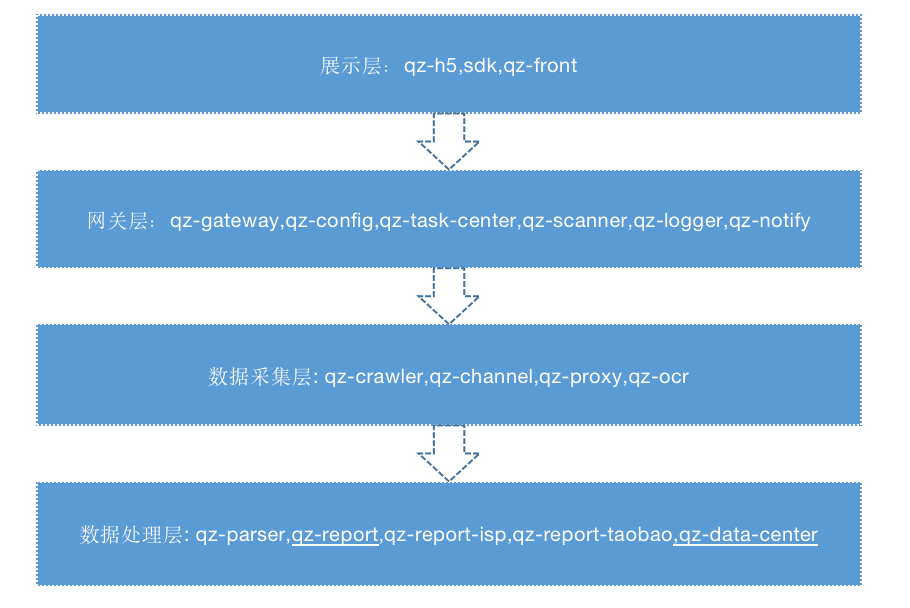 展示层： qz-h5,sdk,qz-front
网关层： qz-gateway,qz-config,qz-task-center,qz-scanner,qz-logger,qz-notify
数据采集层: qz-crawler,qz-channel,qz-proxy,qz-ocr
数据处理层: qz-parser,qz-report,qz-report-isp,qz-report-taobao,qz-data-center